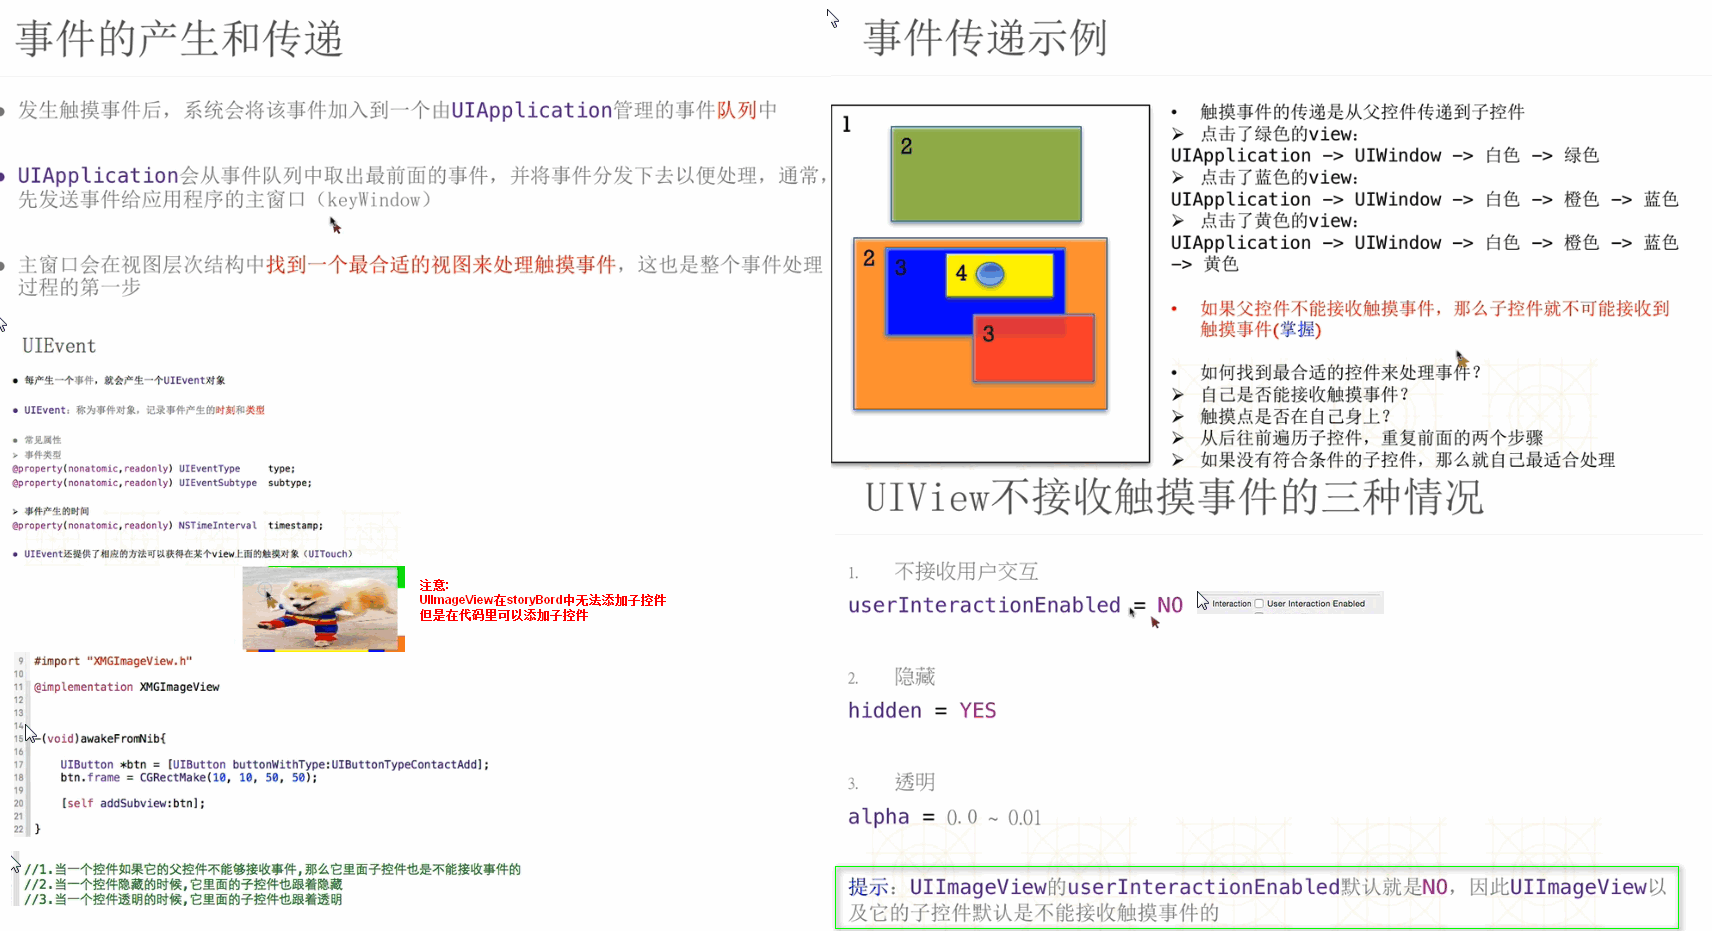 事件的产生和传递
• 发生触摸事件后，系统会将该事件加入到一个由UIApplication管理的事件队列中
• UIApplication会从事件队列中取出最前面的事件，并将事件分发下去以便处理，通常，
先发送事件给应用程序的主窗口（keyWindow）
• 主窗口会在视图层次结构中找到一个最合适的视图来处理触摸事件，这也是整个事件处理
过程的第一步
UIEvent
• 每产生一个事件，就会产生一个UIEvent对象
• UIEvent：称为事件对象，记录事件产生的时刻和类型
• 常见属性
➢ 事件类型
@property(nonatomic,readonly) UIEventType type;
@property(nonatomic,readonly) UIEventSubtype subtype;
➢ 事件产生的时间
@property(nonatomic,readonly) NSTimeInterval timestamp;
• UIEvent还提供了相应的方法可以获得在某个view上面的触摸对象（UITouch）
注意:
UIImageView在storyBord中无法添加子控件
但是在代码里可以添加子控件
9 #import "XMGImageView.h"
10
11 @implementation XMGImageView
12
13
14
15 -(void)awakeFromNib{
16
17 UIButton *btn = [UIButton buttonWithType:UIButtonTypeContactAdd];
18 btn.frame = CGRectMake(10, 10, 50, 50);
19
20 [self addSubview:btn];
21
22 }
//1.当一个控件如果它的父控件不能够接收事件,那么它里面子控件也是不能接收事件的
//2.当一个控件隐藏的时候,它里面的子控件也跟着隐藏
//3.当一个控件透明的时候,它里面的子控件也跟着透明
事件传递示例
1
2
2
3
4
3
• 触摸事件的传递是从父控件传递到子控件
➢ 点击了绿色的view：
UIApplication -> UIWindow -> 白色 -> 绿色
➢ 点击了蓝色的view：
UIApplication -> UIWindow -> 白色 -> 橙色 -> 蓝色
➢ 点击了黄色的view：
UIApplication -> UIWindow -> 白色 -> 橙色 -> 蓝色
-> 黄色
• 如果父控件不能接收触摸事件，那么子控件就不可能接收到
触摸事件(掌握)
• 如何找到最合适的控件来处理事件？
➢ 自己是否能接收触摸事件？
➢ 触摸点是否在自己身上？
➢ 从后往前遍历子控件，重复前面的两个步骤
➢ 如果没有符合条件的子控件，那么就自己最适合处理
UIView不接收触摸事件的三种情况
1. 不接收用户交互
userInteractionEnabled = NO
Interaction User Interaction Enabled
2. 隐藏
hidden = YES
3. 透明
alpha = 0.0 ~ 0.01
提示：UIImageView的userInteractionEnabled默认就是NO，因此UIImageView以
及它的子控件默认是不能接收触摸事件的